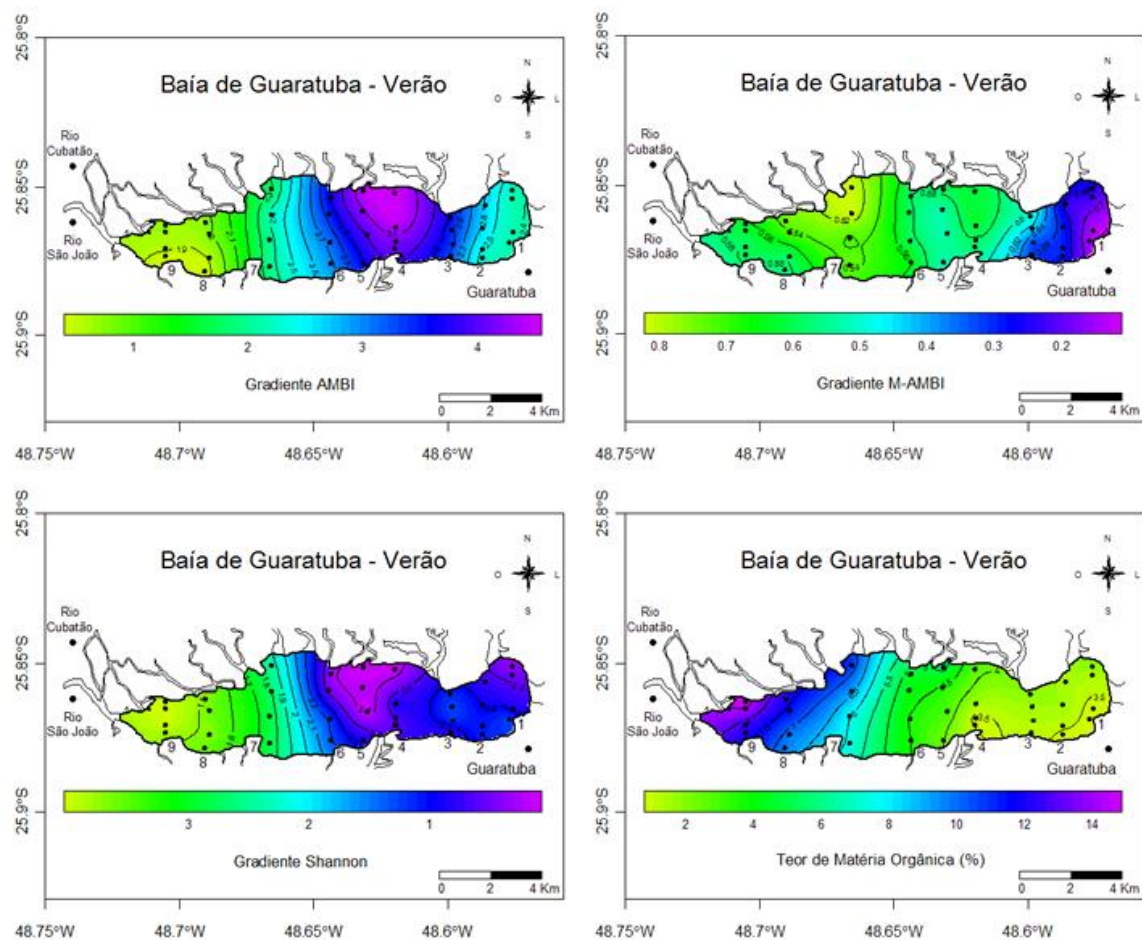 25.8°S
Baía de Guaratuba - Verão
N
O
L
S
Rio
Cubatão
25.85°S
Rio
São João
9
8
7
6
5
4
3
2
1
Guaratuba
1 2 3 4
25.9°S
Gradiente AMBI
0 2 4 Km
48.75°W 48.7°W 48.65°W 48.6°W
25.8°S
Baía de Guaratuba - Verão
N
O
L
S
Rio
Cubatão
25.85°S
Rio
São João
9
8
7
6
5
4
3
2
1
Guaratuba
0.8 0.7 0.6 0.5 0.4 0.3 0.2
25.9°S
Gradiente M-AMBI
0 2 4 Km
48.75°W 48.7°W 48.65°W 48.6°W
25.8°S
Baía de Guaratuba - Verão
N
O
L
S
Rio
Cubatão
25.85°S
Rio
São João
9
8
7
6
5
4
3
2
1
Guaratuba
3 2 1
25.9°S
Gradiente Shannon
0 2 4 Km
48.75°W 48.7°W 48.65°W 48.6°W
25.8°S
Baía de Guaratuba - Verão
N
O
L
S
Rio
Cubatão
25.85°S
Rio
São João
9
8
7
6
5
4
3
2
1
Guaratuba
2 4 6 8 10 12 14
25.9°S
Teor de Matéria Orgânica (%)
0 2 4 Km
48.75°W 48.7°W 48.65°W 48.6°W